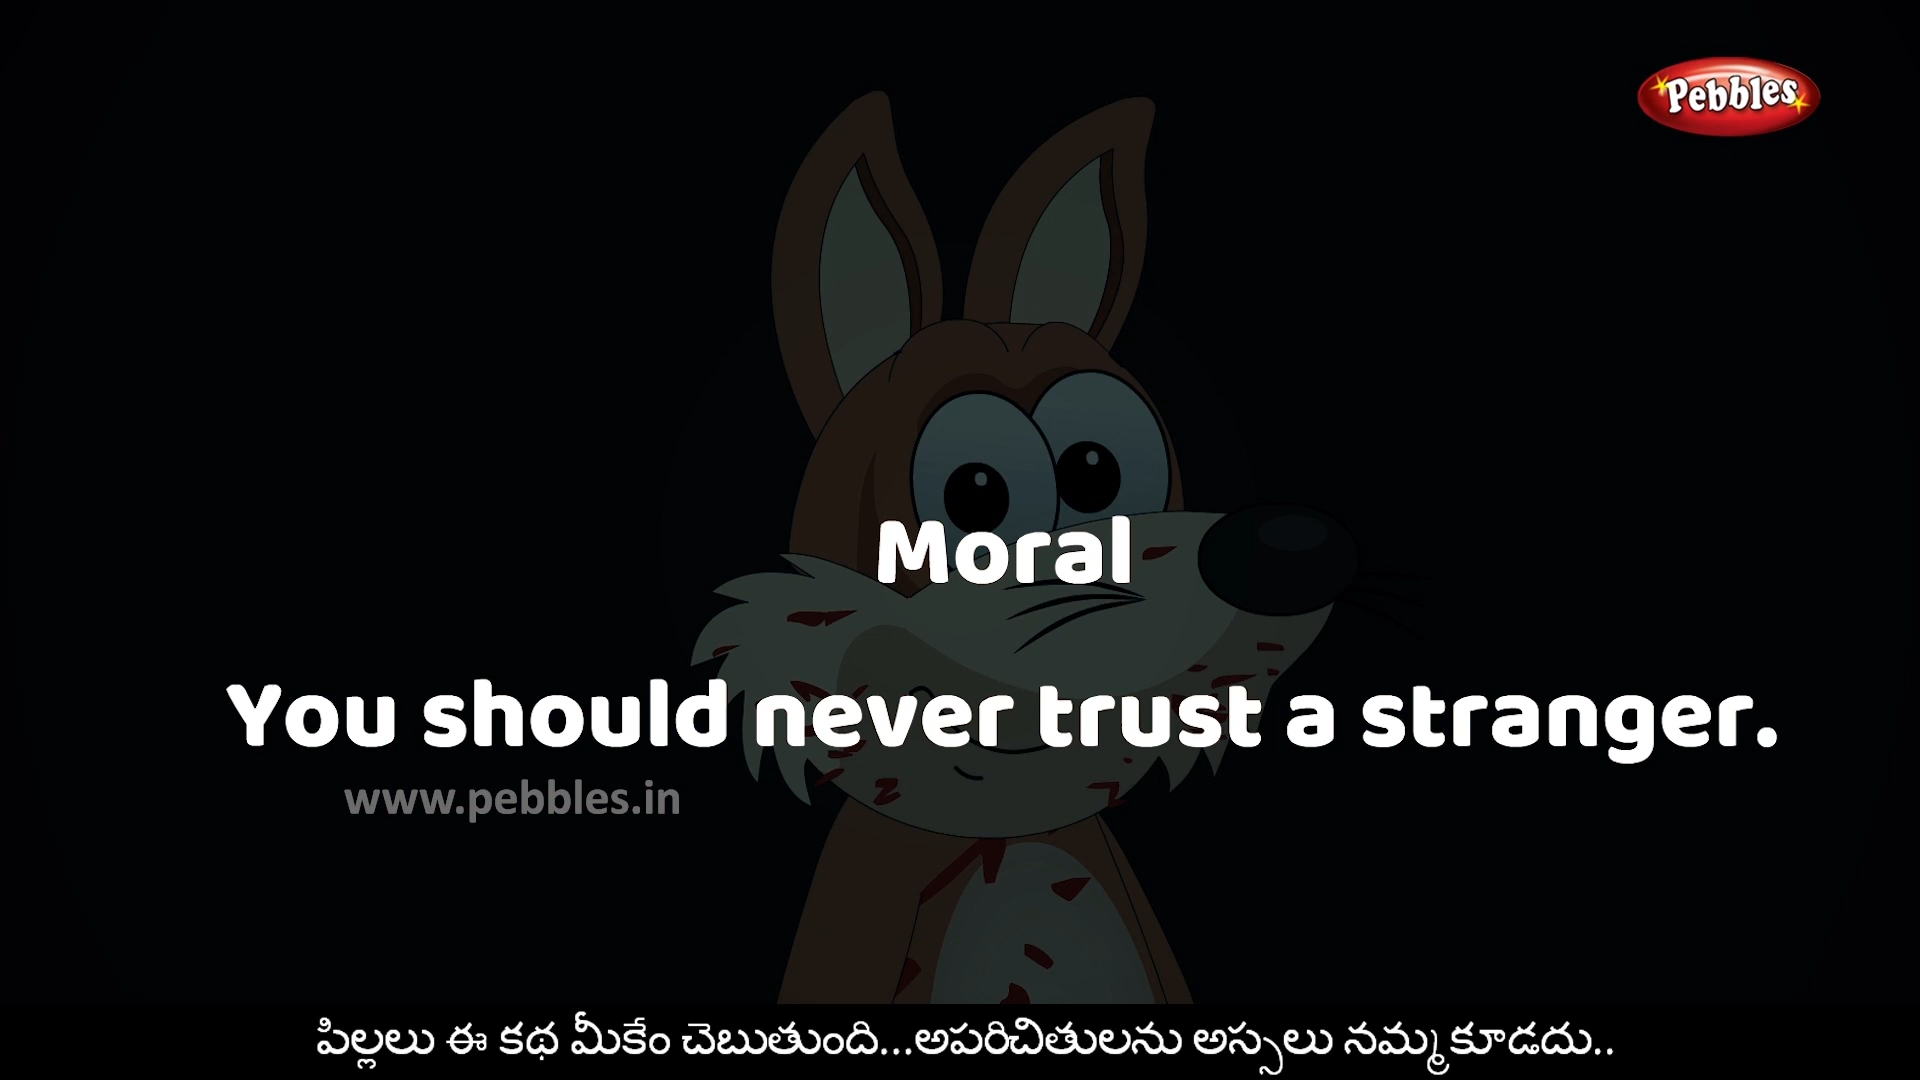 Pebbles
Moral
You should never trust a stranger.
www.pebbles.in
పిల్లలు ఈ కథ మీకేం చెబుతుంది...అపరిచితులను అస్సలు నమ్మకూడదు..